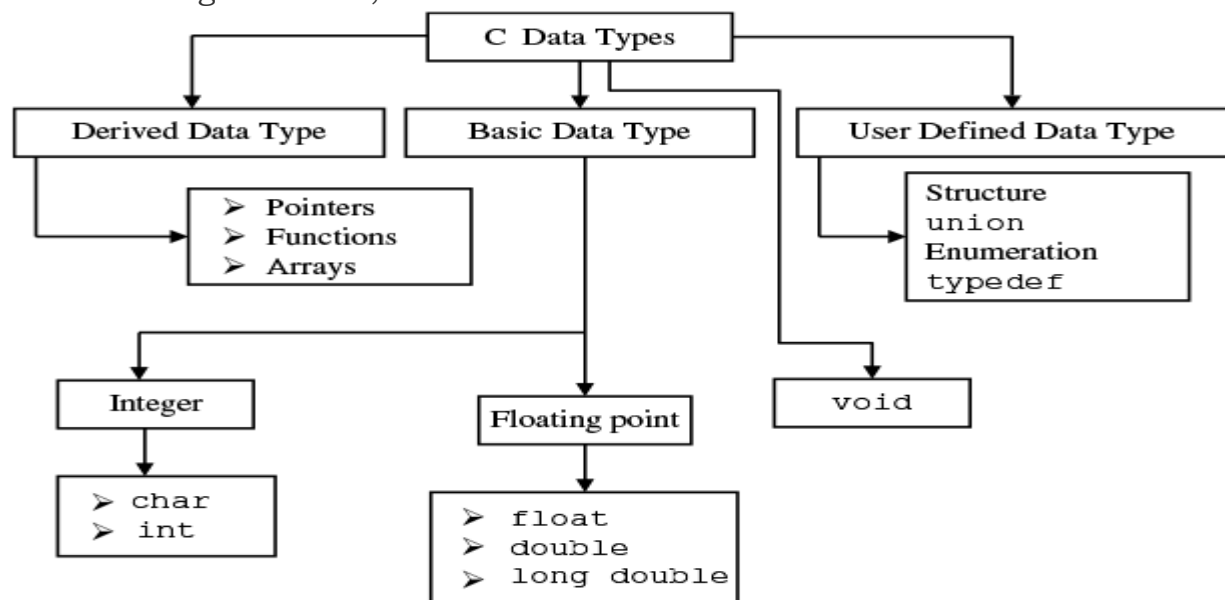 C Data Types
Derived Data Type
Basic Data Type
User Defined Data Type
➢ Pointers
➢ Functions
➢ Arrays
Structure
union
Enumeration
typedef
Integer
Floating point
void
➢ char
➢ int
➢ float
➢ double
➢ long double